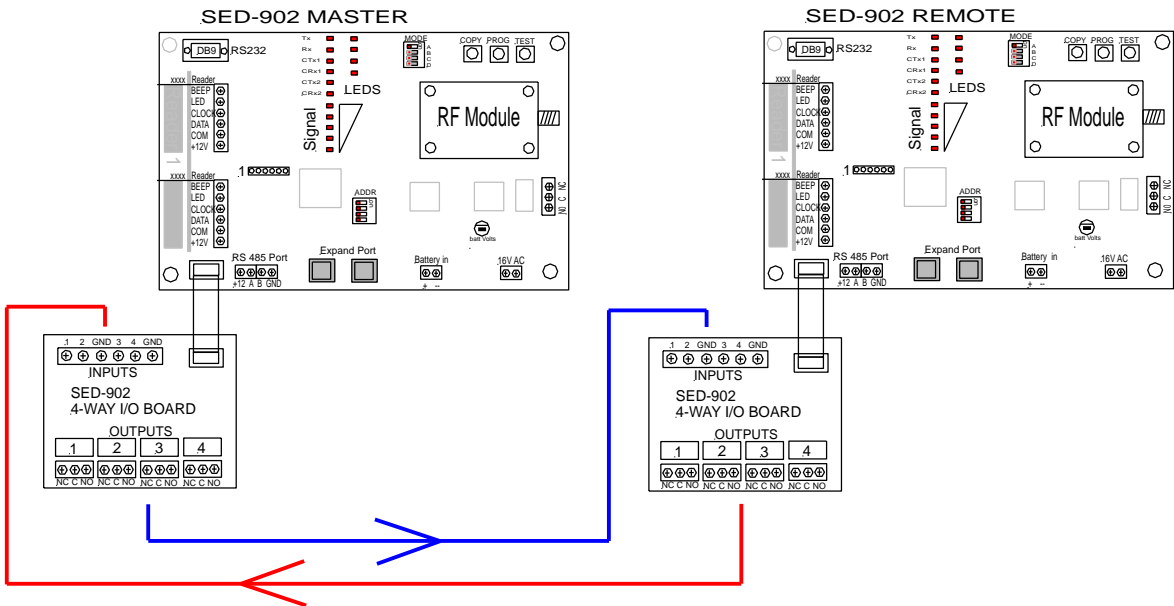 SED-902 MASTER
DB9 RS232
Tx
Rx
CTx1
CRx1
CTx2
CRx2
LEDS
Signal
MODE
A
B
C
D
COPY PROG TEST
RF Module
xxxx Reader
BEEP
LED
CLOCK
DATA
COM
+12V
1
xxxx Reader
BEEP
LED
CLOCK
DATA
COM
+12V
1
ADDR
batt Volts
NO C NC
RS 485 Port
+12 A B GND
Expand Port
Battery in
+ --
16V AC
1 2 GND 3 4 GND
INPUTS
SED-902
4-WAY I/O BOARD
OUTPUTS
1 2 3 4
NC C NO NC C NO NC C NO NC C NO
SED-902 REMOTE
DB9 RS232
Tx
Rx
CTx1
CRx1
CTx2
CRx2
LEDS
Signal
MODE
A
B
C
D
COPY PROG TEST
RF Module
xxxx Reader
BEEP
LED
CLOCK
DATA
COM
+12V
1
xxxx Reader
BEEP
LED
CLOCK
DATA
COM
+12V
1
ADDR
batt Volts
NO C NC
RS 485 Port
+12 A B GND
Expand Port
Battery in
+ --
16V AC
1 2 GND 3 4 GND
INPUTS
SED-902
4-WAY I/O BOARD
OUTPUTS
1 2 3 4
NC C NO NC C NO NC C NO NC C NO